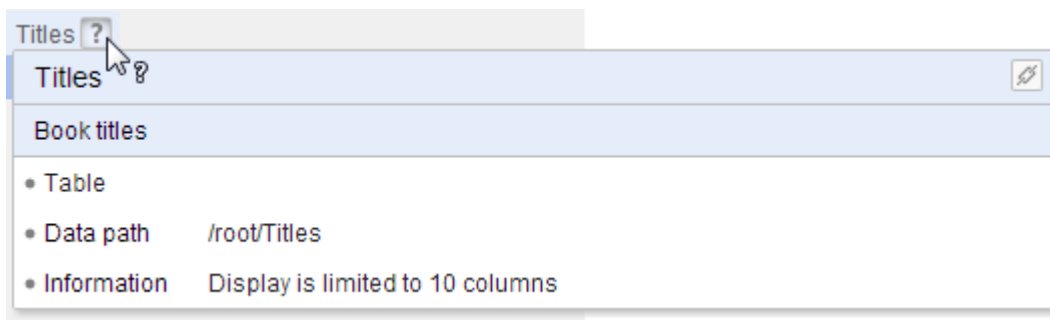 Titles ?
Titles ?
Book titles
• Table
• Data path /root/Titles
• Information Display is limited to 10 columns